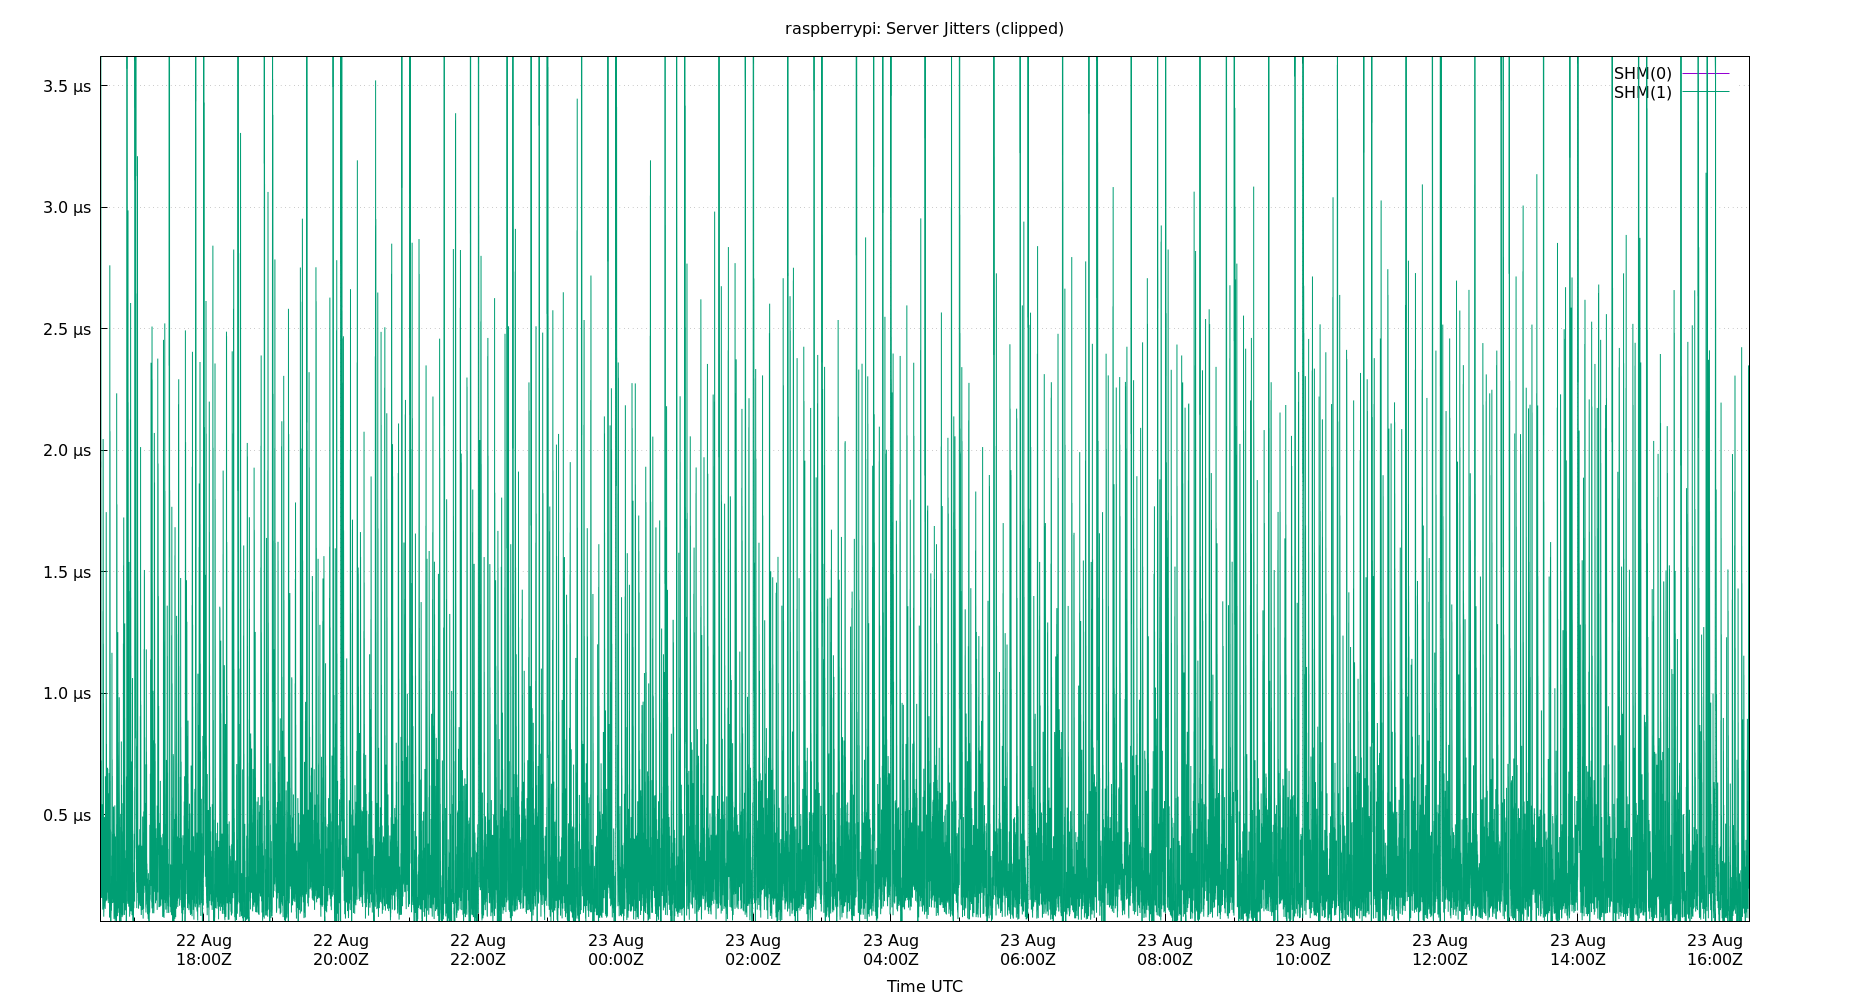 raspberrypi: Server Jitters (clipped)
SHM(0)
SHM(1)
3.5 µs
3.0 µs
2.5 µs
2.0 µs
1.5 µs
1.0 µs
0.5 µs
22 Aug 22 Aug 22 Aug 23 Aug 23 Aug 23 Aug 23 Aug 23 Aug 23 Aug 23 Aug 23 Aug 23 Aug
18:00Z 20:00Z 22:00Z 00:00Z 02:00Z 04:00Z 06:00Z 08:00Z 10:00Z 12:00Z 14:00Z 16:00Z
Time UTC